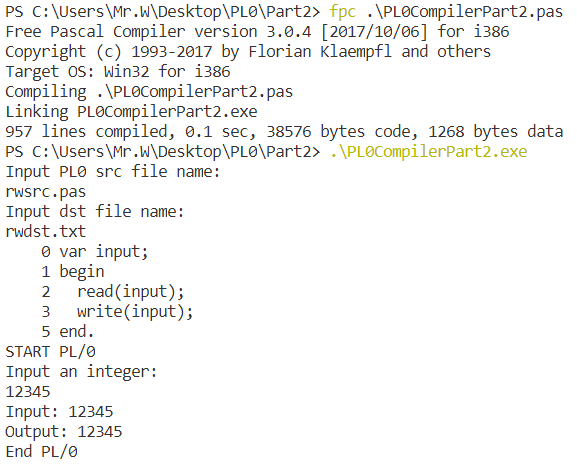 PS C:\Users\Mr.W\Desktop\PL0\Part2> fpc .\PL0CompilerPart2.pas
Free Pascal Compiler version 3.0.4 [2017/10/06] for i386
Copyright (c) 1993-2017 by Florian Klaempfl and others
Target OS: Win32 for i386
Compiling .\PL0CompilerPart2.pas
Linking PL0CompilerPart2.exe
957 lines compiled, 0.1 sec, 38576 bytes code, 1268 bytes data
PS C:\Users\Mr.W\Desktop\PL0\Part2> .\PL0CompilerPart2.exe
Input PL0 src file name:
rwsrc.pas
Input dst file name:
rwdst.txt
    0 var input;
    1 begin
    2   read(input);
    3   write(input);
    5 end.
START PL/0
Input an integer:
12345
Input: 12345
Output: 12345
End PL/0